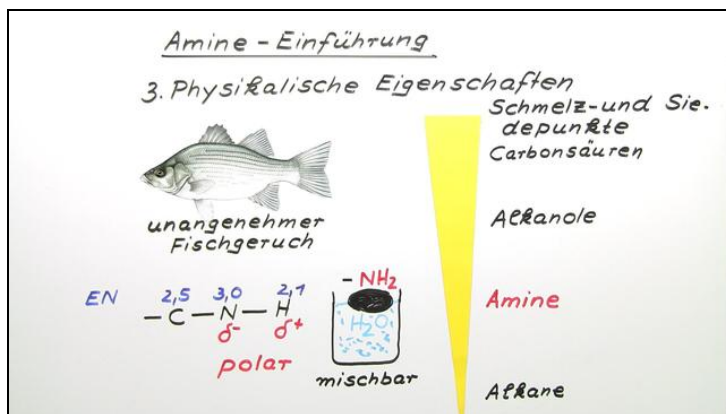 Amine - Einführung
3. Physikalische Eigenschaften
unangenehmer
Fischgeruch
EN 2,5 3,0 2,1
– C – N – H
δ- δ+
polar
– NH2
H2O
mischbar
Schmelz- und Sie-
depunkte
Carbonsäuren
Alkanole
Amine
Alkane